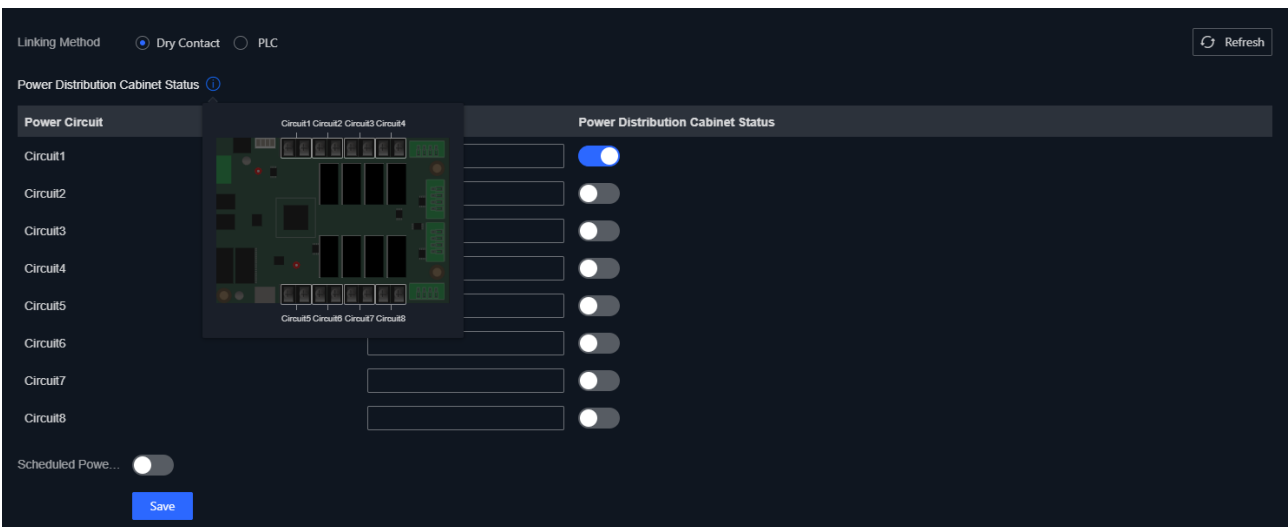 Linking Method Dry Contact PLC Refresh
Power Distribution Cabinet Status
Power Circuit Power Distribution Cabinet Status
Circuit1 Circuit2 Circuit3 Circuit4
Circuit1
Circuit2
Circuit3
Circuit4
Circuit5
Circuit5 Circuit6 Circuit7 Circuit8
Circuit6
Circuit7
Circuit8
Scheduled Powe...
Save